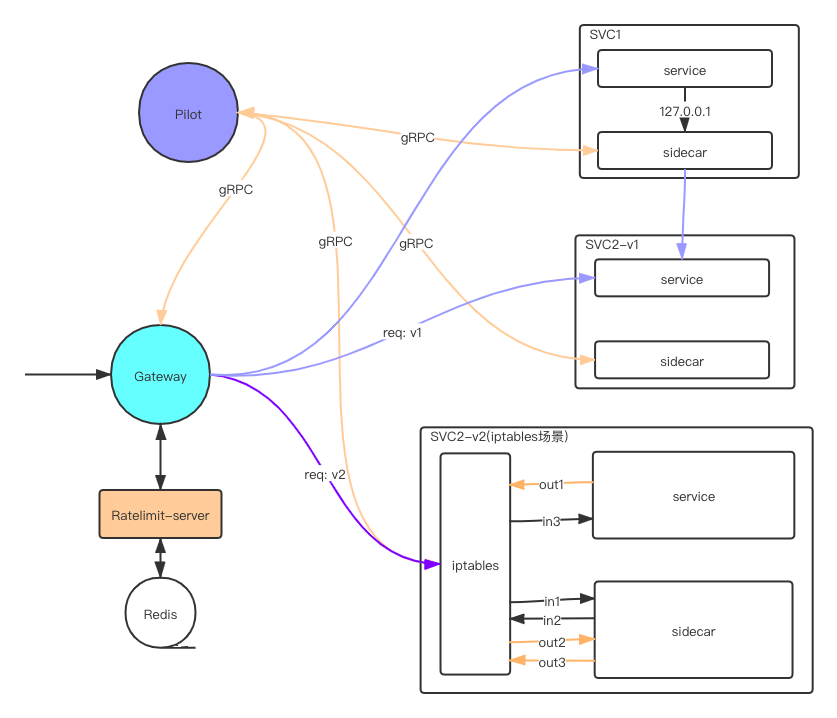 SVC1
service
127.0.0.1
sidecar
Pilot
gRPC
gRPC
gRPC
gRPC
SVC2-v1
service
sidecar
req: v1
Gateway
SVC2-v2(iptables场景)
req: v2
out1
service
in3
iptables
Ratelimit-server
in1
in2
out2
out3
sidecar
Redis